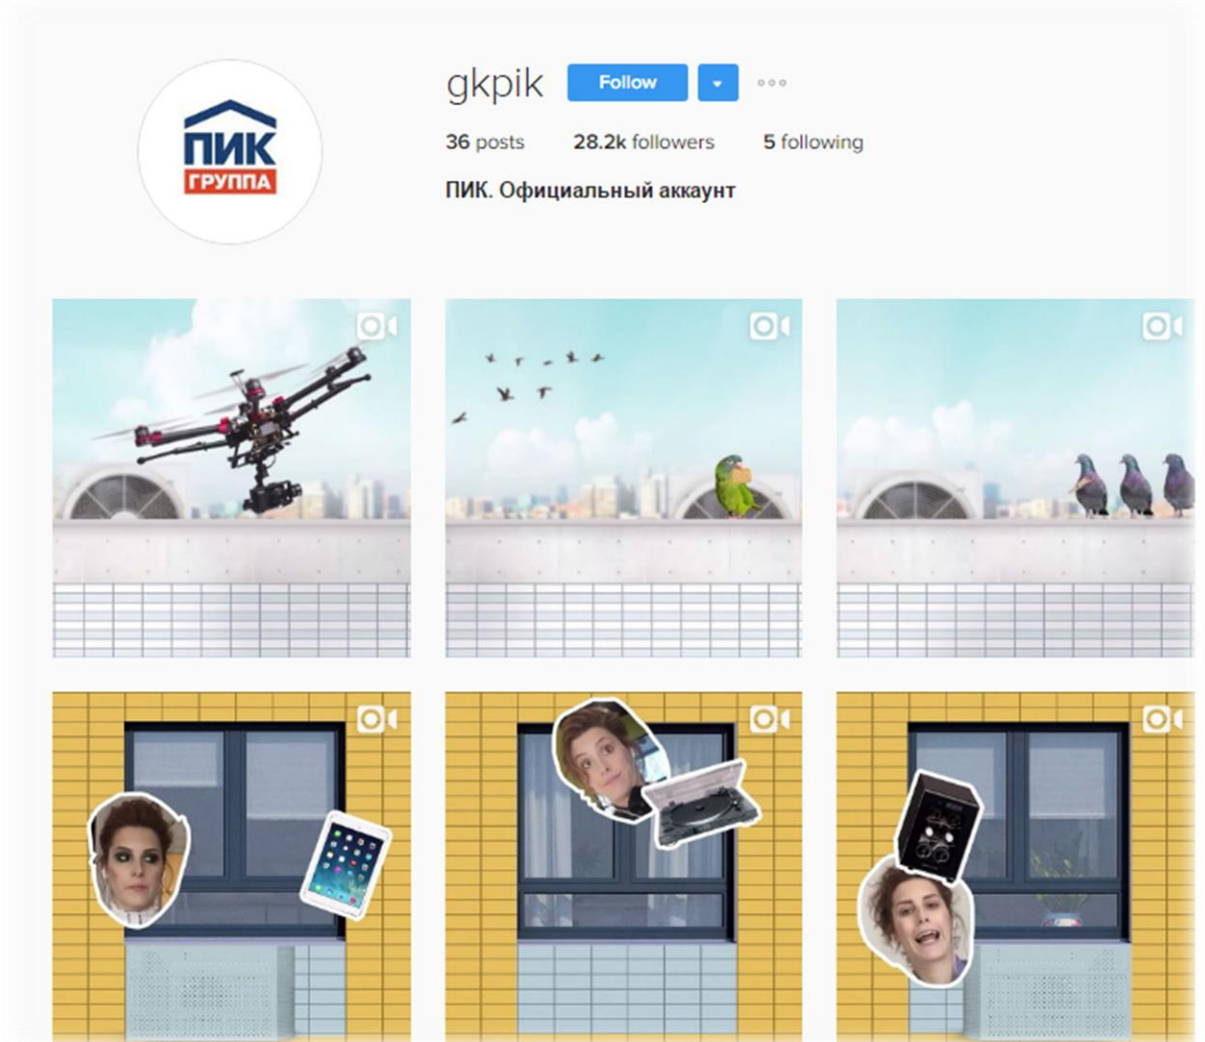 gkpik Follow
36 posts 28.2k followers 5 following
ПИК. Официальный аккаунт
ПИК
ГРУППА